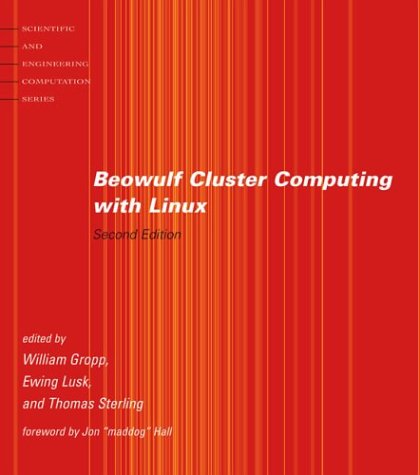 SCIENTIFIC
AND
ENGINEERING
COMPUTATION
SERIES
Beowulf Cluster Computing
with Linux
Second Edition
edited by
William Gropp,
Ewing Lusk,
and Thomas Sterling
foreword by Jon "maddog" Hall